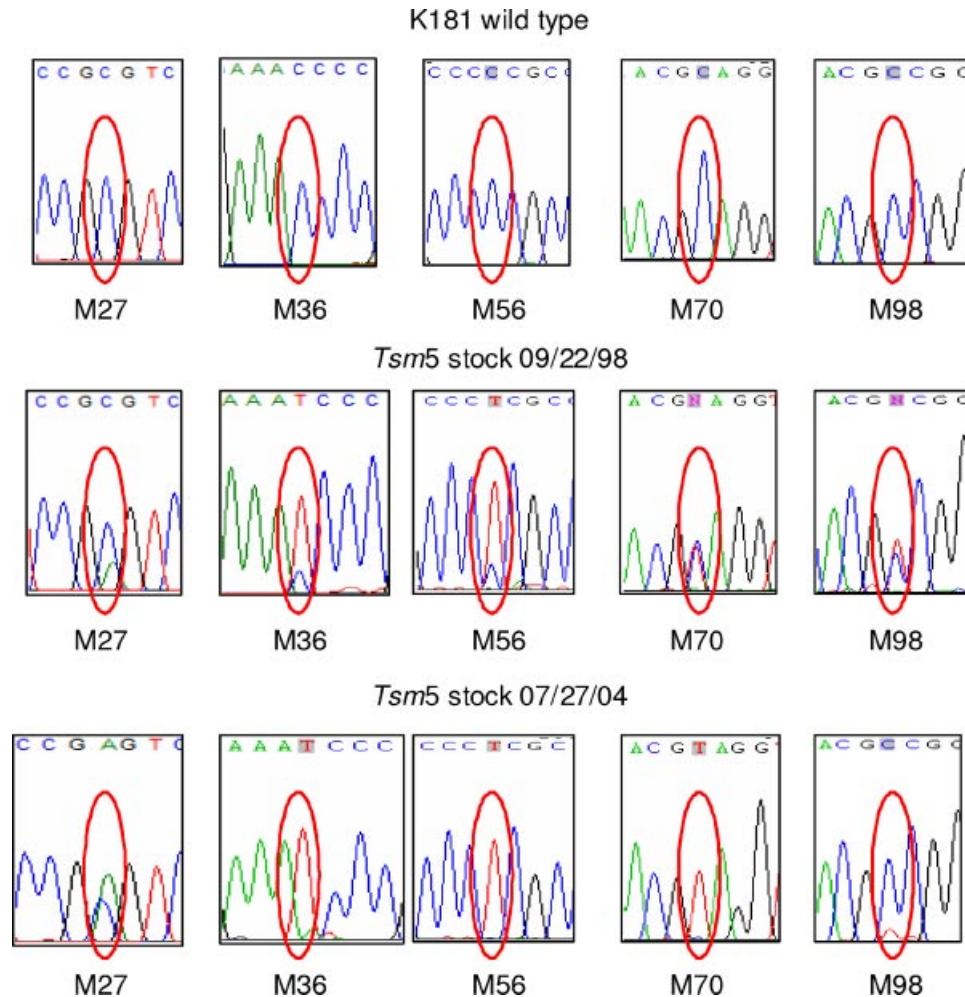 K181 wild type
C C G C G T C
A A A C C C C
C C C C C G C C
A C G C A G G
A C G C C G C
M27
M36
M56
M70
M98
Tsm5 stock 09/22/98
C C G C G T C
A A A T C C C
C C C T C G C C
A C G N A G G T
A C G N C G C
M27
M36
M56
M70
M98
Tsm5 stock 07/27/04
C C G A G T C
A A A T C C C
C C C T C G C
A C G T A G G T
A C G C C G C
M27
M36
M56
M70
M98